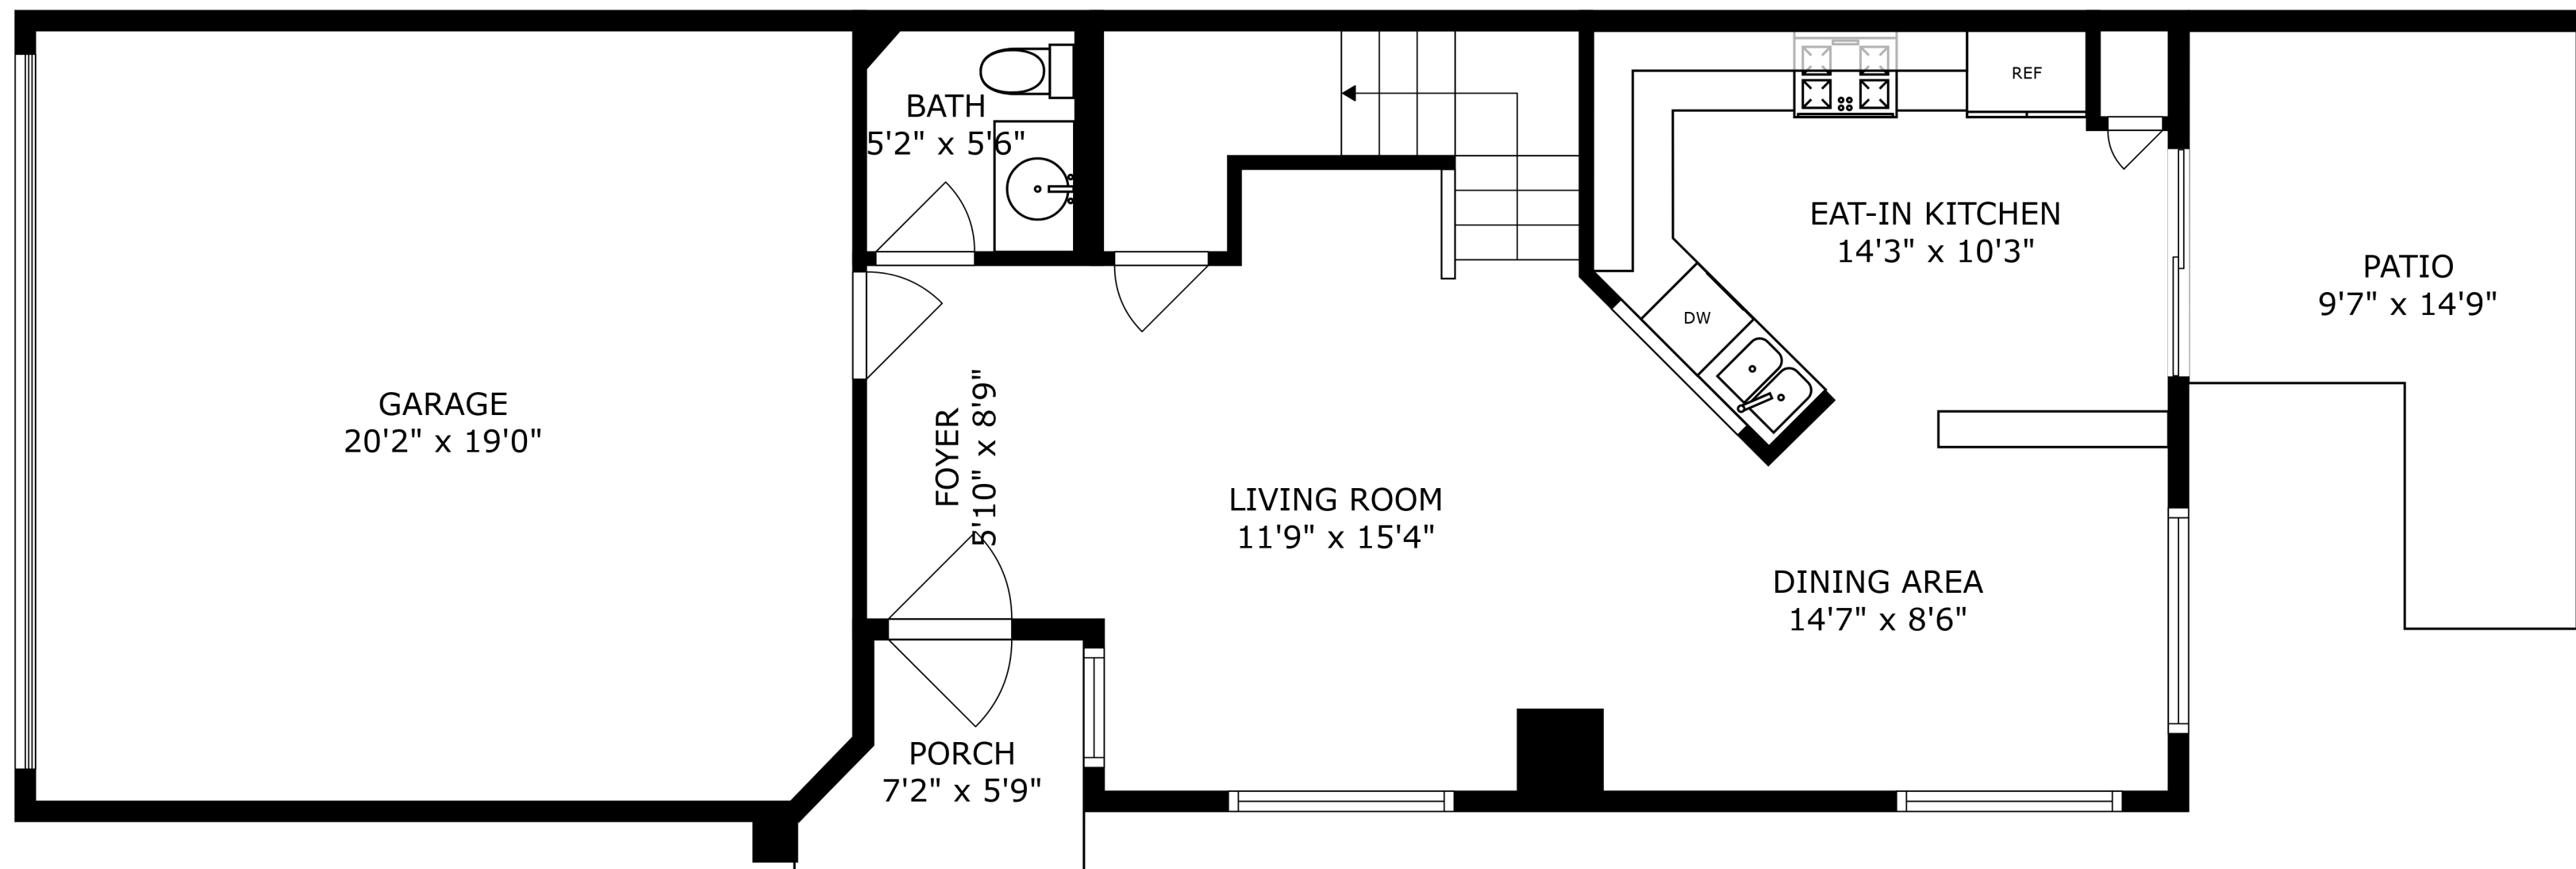 REF
BATH
5'2" x 5'6"
EAT-IN KITCHEN
14'3" x 10'3"
PATIO
9'7" x 14'9"
DW
GARAGE
20'2" x 19'0"
FOYER
5'10" x 8'9"
LIVING ROOM
11'9" x 15'4"
DINING AREA
14'7" x 8'6"
PORCH
7'2" x 5'9"